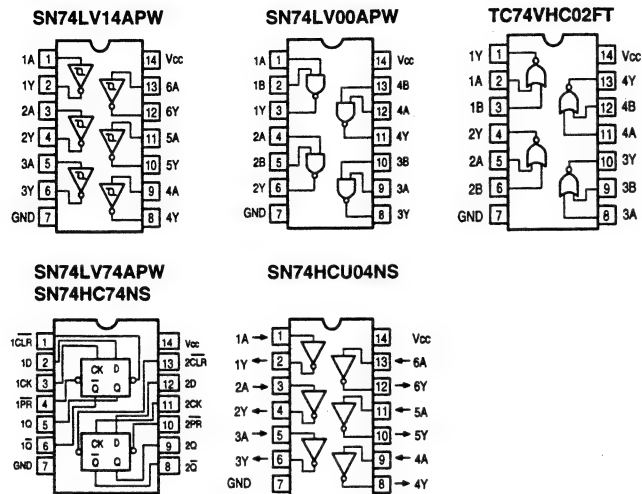 SN74LV14APW
1A 1 14 Vcc
1Y 2 13 6A
2A 3 12 6Y
2Y 4 11 5A
3A 5 10 5Y
3Y 6 9 4A
GND 7 8 4Y
SN74LV00APW
1A 1 14 Vcc
1B 2 13 4B
1Y 3 12 4A
2A 4 11 4Y
2B 5 10 3B
2Y 6 9 3A
GND 7 8 3Y
TC74VHC02FT
1Y 1 14 Vcc
1A 2 13 4Y
1B 3 12 4B
2Y 4 11 4A
2A 5 10 3Y
2B 6 9 3B
GND 7 8 3A
SN74LV74APW
SN74HC74NS
1C̅L̅R̅ 1 14 Vcc
1D 2 13 2C̅L̅R̅
CK D
1CK 3 12 2D
Q̅ Q
1P̅R̅ 4 11 2CK
1Q 5 10 2P̅R̅
CK D
1Q̅ 6 9 2Q
Q̅ Q
GND 7 8 2Q̅
SN74HCU04NS
1A → 1 14 Vcc
1Y ← 2 13 ← 6A
2A → 3 12 → 6Y
2Y ← 4 11 ← 5A
3A → 5 10 → 5Y
3Y ← 6 9 ← 4A
GND 7 8 → 4Y